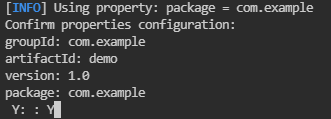 [INFO] Using property: package = com.example
Confirm properties configuration:
groupId: com.example
artifactId: demo
version: 1.0
package: com.example
 Y: : Y